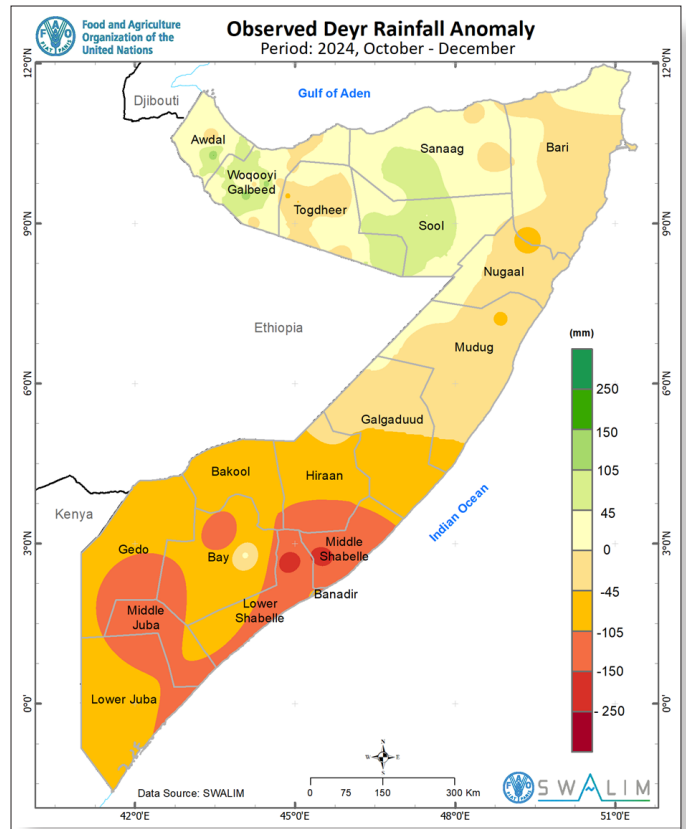 Food and Agriculture
Organization of the
United Nations
FAO
FIAT PANIS
Observed Deyr Rainfall Anomaly
Period: 2024, October - December
12°0'N
12°0'N
Djibouti
Gulf of Aden
Awdal
Sanaag
Bari
Woqooyi
Galbeed
Togdheer
Sool
9°0'N
9°0'N
Nugaal
Ethiopia
(mm)
Mudug
6°0'N
6°0'N
250
Galgaduud
150
105
Bakool
Hiraan
45
Kenya
Indian Ocean
3°0'N
3°0'N
Gedo
Bay
Middle
Shabelle
0
-45
Banadir
Middle
Juba
Lower
Shabelle
-105
-150
Lower Juba
0°0'
0°0'
- 250
N
W E
S
Data Source: SWALIM
0 75 150 300 Km
FAO
SWALIM
42°0'E
45°0'E
48°0'E
51°0'E